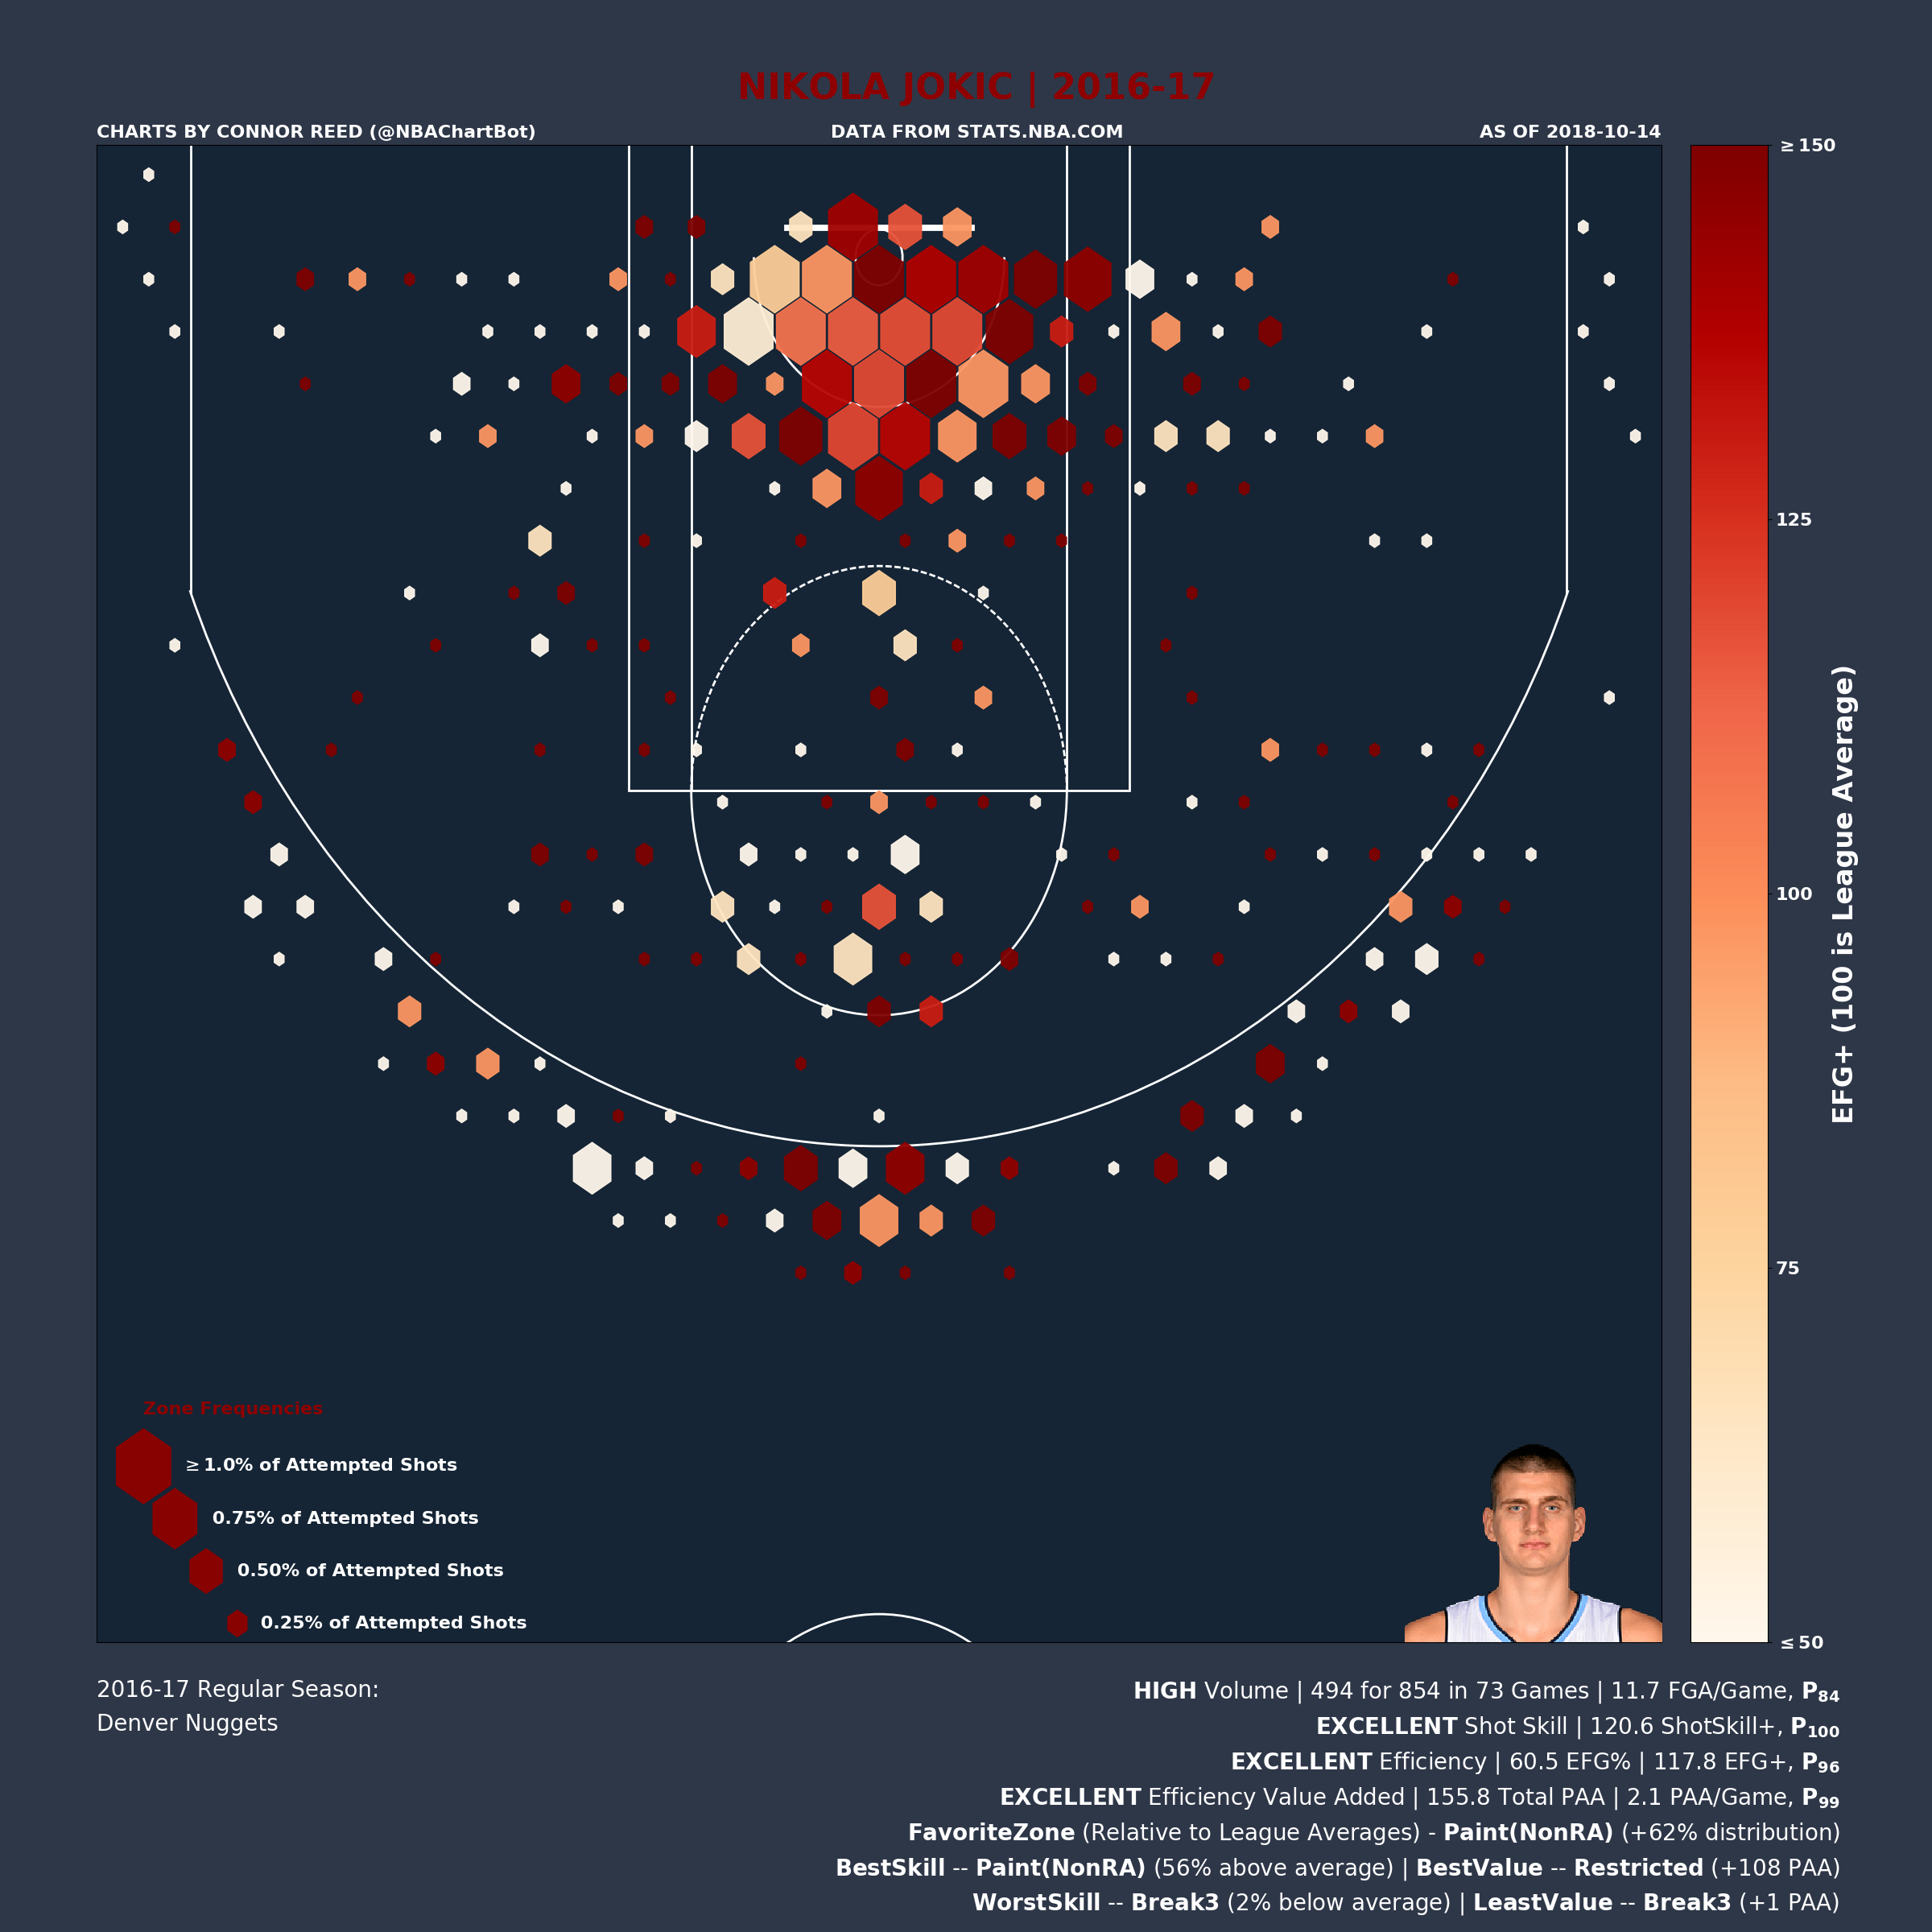 NIKOLA JOKIC | 2016-17
CHARTS BY CONNOR REED (@NBAChartBot)
DATA FROM STATS.NBA.COM
AS OF 2018-10-14
≥150
125
100
75
≤50
EFG+ (100 is League Average)
Zone Frequencies
≥1.0% of Attempted Shots
0.75% of Attempted Shots
0.50% of Attempted Shots
0.25% of Attempted Shots
2016-17 Regular Season:
Denver Nuggets
HIGH Volume | 494 for 854 in 73 Games | 11.7 FGA/Game, P84
EXCELLENT Shot Skill | 120.6 ShotSkill+, P100
EXCELLENT Efficiency | 60.5 EFG% | 117.8 EFG+, P96
EXCELLENT Efficiency Value Added | 155.8 Total PAA | 2.1 PAA/Game, P99
FavoriteZone (Relative to League Averages) - Paint(NonRA) (+62% distribution)
BestSkill -- Paint(NonRA) (56% above average) | BestValue -- Restricted (+108 PAA)
WorstSkill -- Break3 (2% below average) | LeastValue -- Break3 (+1 PAA)